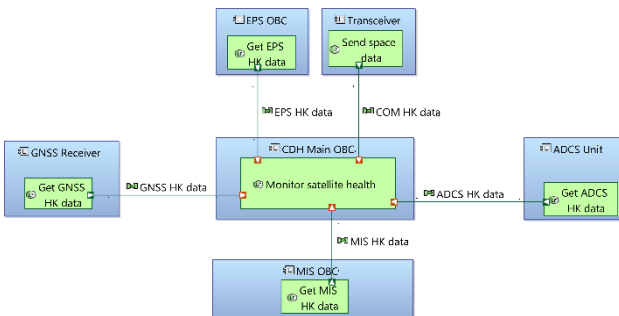 EPS OBC
Transceiver
Get EPS
HK data
Send space
data
EPS HK data
COM HK data
GNSS Receiver
CDH Main OBC
ADCS Unit
Get GNSS
HK data
GNSS HK data
Monitor satellite health
ADCS HK data
Get ADCS
HK data
MIS HK data
MIS OBC
Get MIS
HK data